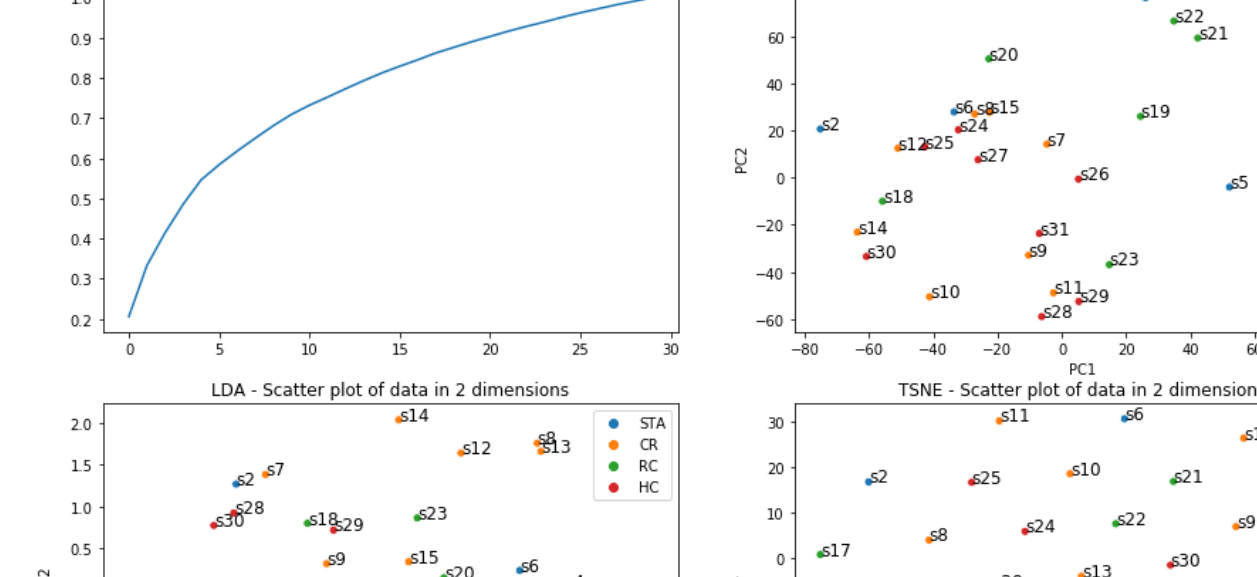 1.0
0.9
0.8
0.7
0.6
0.5
0.4
0.3
0.2
0 5 10 15 20 25 30
60
40
20
0
−20
−40
−60
PC2
s22
s21
s20
s6 s8 s15
s19
s2
s24
s12 s25
s7
s27
s26
s5
s18
s14
s31
s30
s9
s23
s10
s11
s29
s28
−80 −60 −40 −20 0 20 40
PC1
LDA - Scatter plot of data in 2 dimensions
2.0
1.5
1.0
0.5
2
s14
s8
s13
s12
s7
s2
s28
s30
s18
s29
s23
s9
s15
s20
s6
STA
CR
RC
HC
TSNE - Scatter plot of data in 2 dimension
30
20
10
0
s11
s6
s2
s25
s10
s21
s22
s24
s9
s8
s17
s30
s13